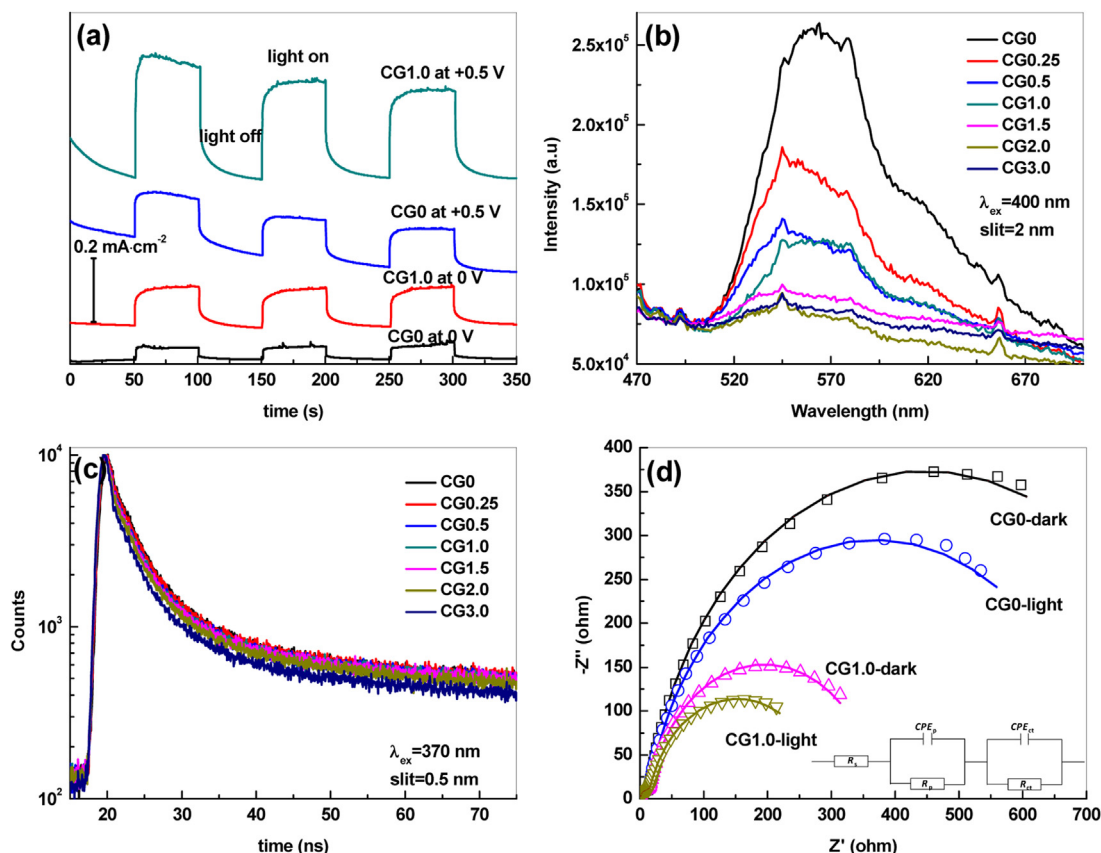 (a)
light on
CG1.0 at +0.5 V
light off
CG0 at +0.5 V
0.2 mA·cm⁻²
CG1.0 at 0 V
CG0 at 0 V
0 50 100 150 200 250 300 350
time (s)
(b)
CG0
CG0.25
CG0.5
CG1.0
CG1.5
CG2.0
CG3.0
λex=400 nm
slit=2 nm
2.5x10⁵
2.0x10⁵
1.5x10⁵
1.0x10⁵
5.0x10⁴
Intensity (a.u)
470 520 570 620 670
Wavelength (nm)
(c)
CG0
CG0.25
CG0.5
CG1.0
CG1.5
CG2.0
CG3.0
λex=370 nm
slit=0.5 nm
10⁴
10³
10²
Counts
20 30 40 50 60 70
time (ns)
(d)
400
350
300
250
200
150
100
50
0
-Z'' (ohm)
CG0-dark
CG0-light
CG1.0-dark
CG1.0-light
CPEp CPEct
Rs
Rp Rct
0 100 200 300 400 500 600 700
Z' (ohm)